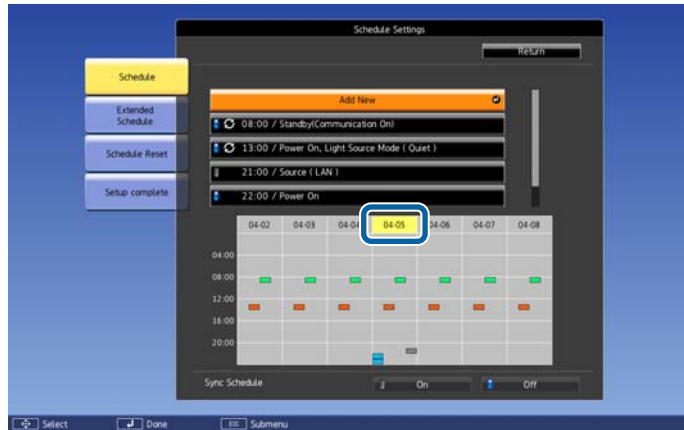 Schedule Settings
Return
Schedule
Extended
Schedule
Schedule Reset
Setup complete
Add New
08:00 / Standby(Communication On)
13:00 / Power On, Light Source Mode ( Quiet )
21:00 / Source ( LAN )
22:00 / Power On
04-02 04-03 04-04 04-05 04-06 04-07 04-08
04:00
08:00
12:00
16:00
20:00
Sync Schedule On Off
Select Done Esc Submenu